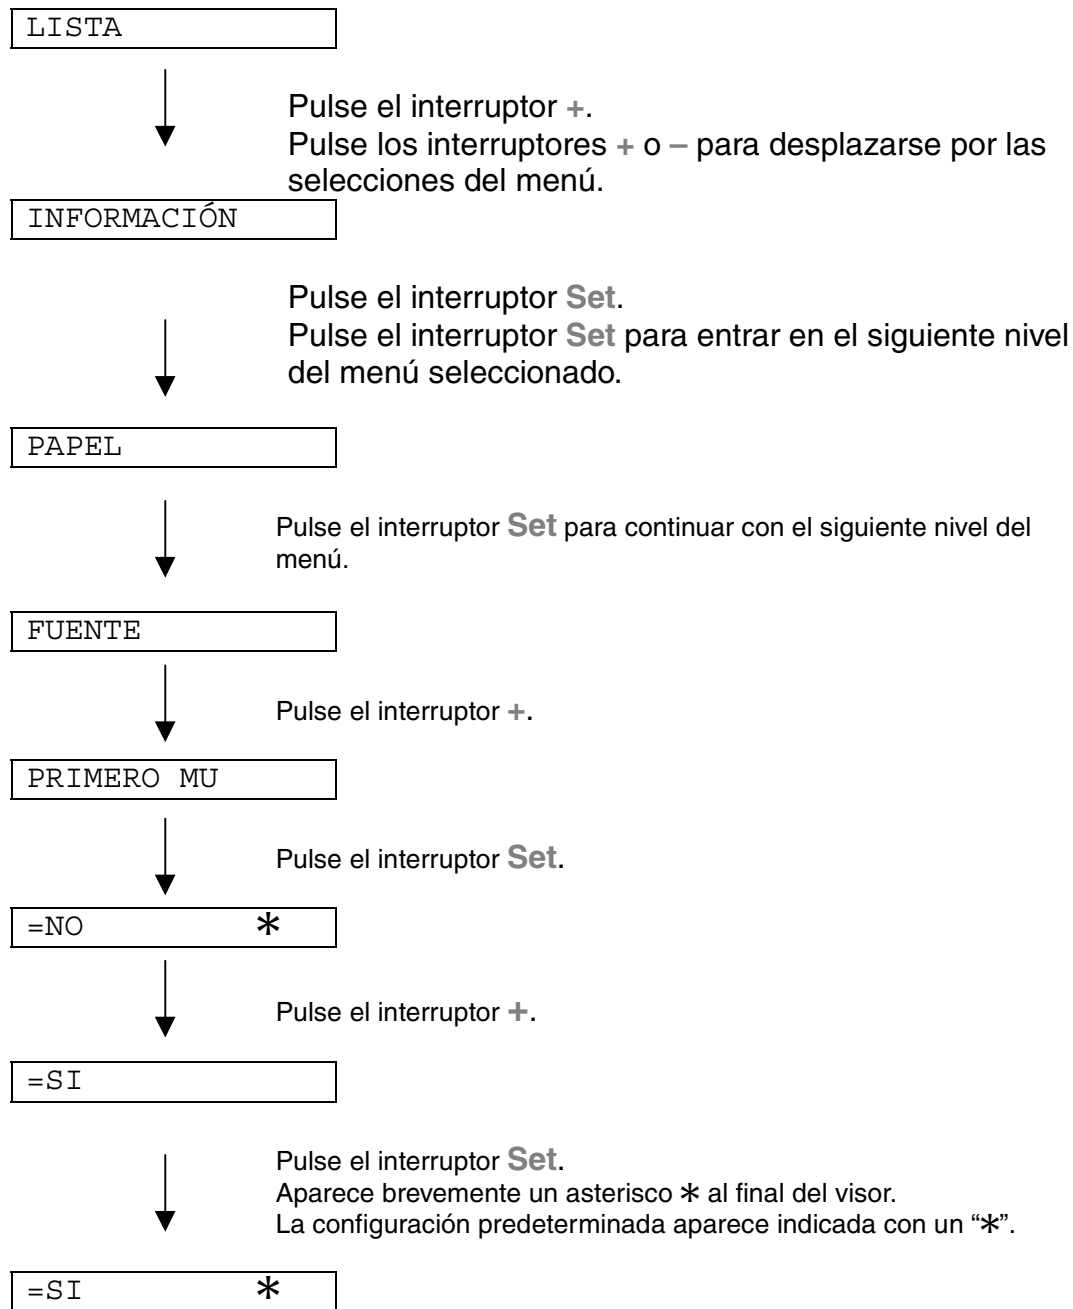 LISTA
Pulse el interruptor +.
Pulse los interruptores + o – para desplazarse por las
selecciones del menú.
INFORMACIÓN
Pulse el interruptor Set.
Pulse el interruptor Set para entrar en el siguiente nivel
del menú seleccionado.
PAPEL
Pulse el interruptor Set para continuar con el siguiente nivel del
menú.
FUENTE
Pulse el interruptor +.
PRIMERO MU
Pulse el interruptor Set.
=NO *
Pulse el interruptor +.
=SI
Pulse el interruptor Set.
Aparece brevemente un asterisco * al final del visor.
La configuración predeterminada aparece indicada con un “*”.
=SI *